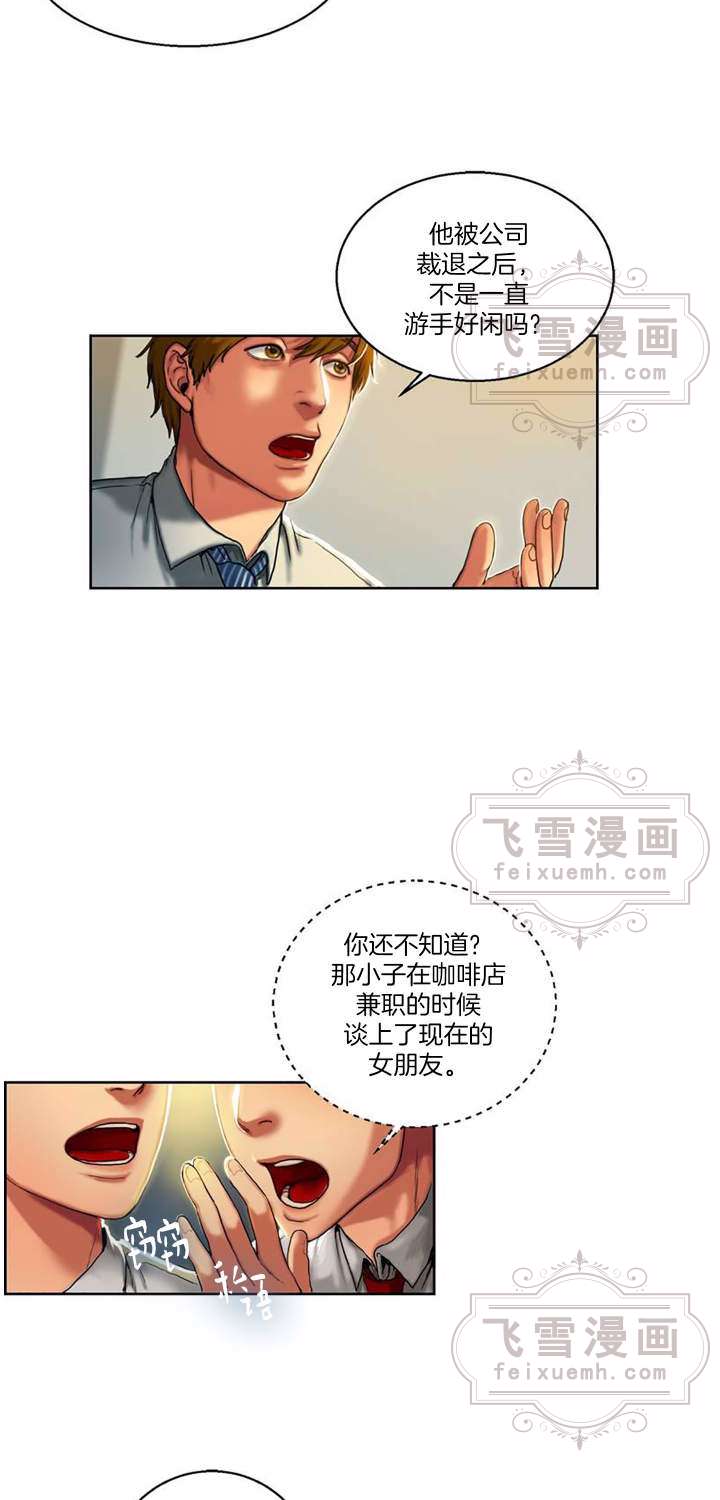 他被公司
裁退之后，
不是一直
游手好闲吗？
飞雪漫画
feixuemh.com
飞雪漫画
feixuemh.com
你还不知道？
那小子在咖啡店
兼职的时候
谈上了现在的
女朋友。
窃窃
私语
飞雪漫画
feixuemh.com